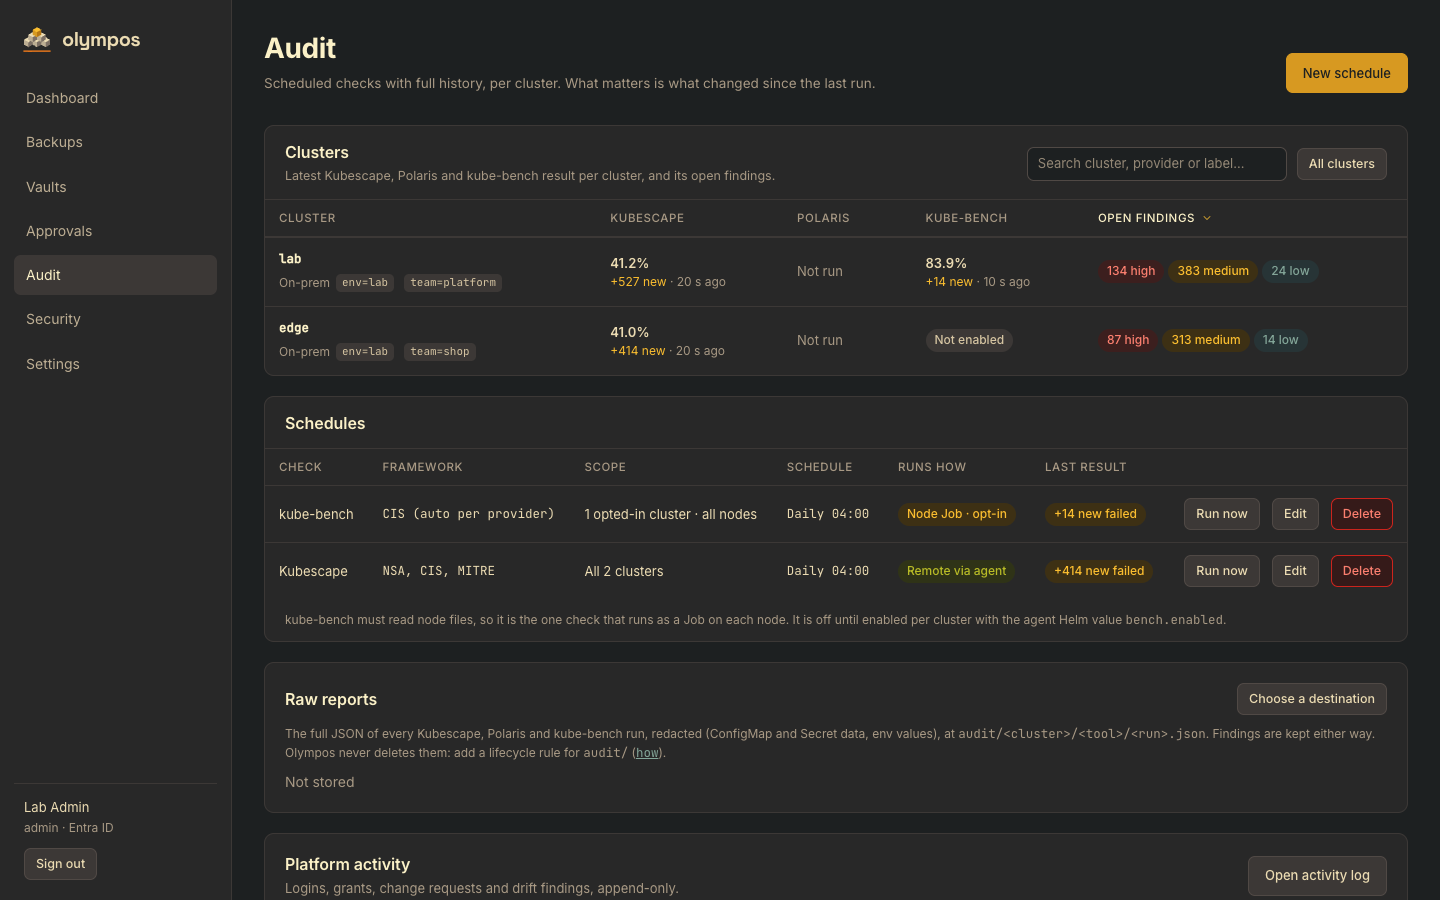 olympos
Dashboard
Backups
Vaults
Approvals
Audit
Security
Settings
Lab Admin
admin · Entra ID
Sign out
Audit
Scheduled checks with full history, per cluster. What matters is what changed since the last run.
New schedule
Clusters
Latest Kubescape, Polaris and kube-bench result per cluster, and its open findings.
Search cluster, provider or label...
All clusters
CLUSTER KUBESCAPE POLARIS KUBE-BENCH OPEN FINDINGS
lab
On-prem env=lab team=platform
41.2%
+527 new · 20 s ago
Not run
83.9%
+14 new · 10 s ago
134 high 383 medium 24 low
edge
On-prem env=lab team=shop
41.0%
+414 new · 20 s ago
Not run
Not enabled
87 high 313 medium 14 low
Schedules
CHECK FRAMEWORK SCOPE SCHEDULE RUNS HOW LAST RESULT
kube-bench CIS (auto per provider) 1 opted-in cluster · all nodes Daily 04:00 Node Job · opt-in +14 new failed Run now Edit Delete
Kubescape NSA, CIS, MITRE All 2 clusters Daily 04:00 Remote via agent +414 new failed Run now Edit Delete
kube-bench must read node files, so it is the one check that runs as a Job on each node. It is off until enabled per cluster with the agent Helm value bench.enabled.
Raw reports
Choose a destination
The full JSON of every Kubescape, Polaris and kube-bench run, redacted (ConfigMap and Secret data, env values), at audit/<cluster>/<tool>/<run>.json. Findings are kept either way.
Olympos never deletes them: add a lifecycle rule for audit/ (how).
Not stored
Platform activity
Logins, grants, change requests and drift findings, append-only.
Open activity log